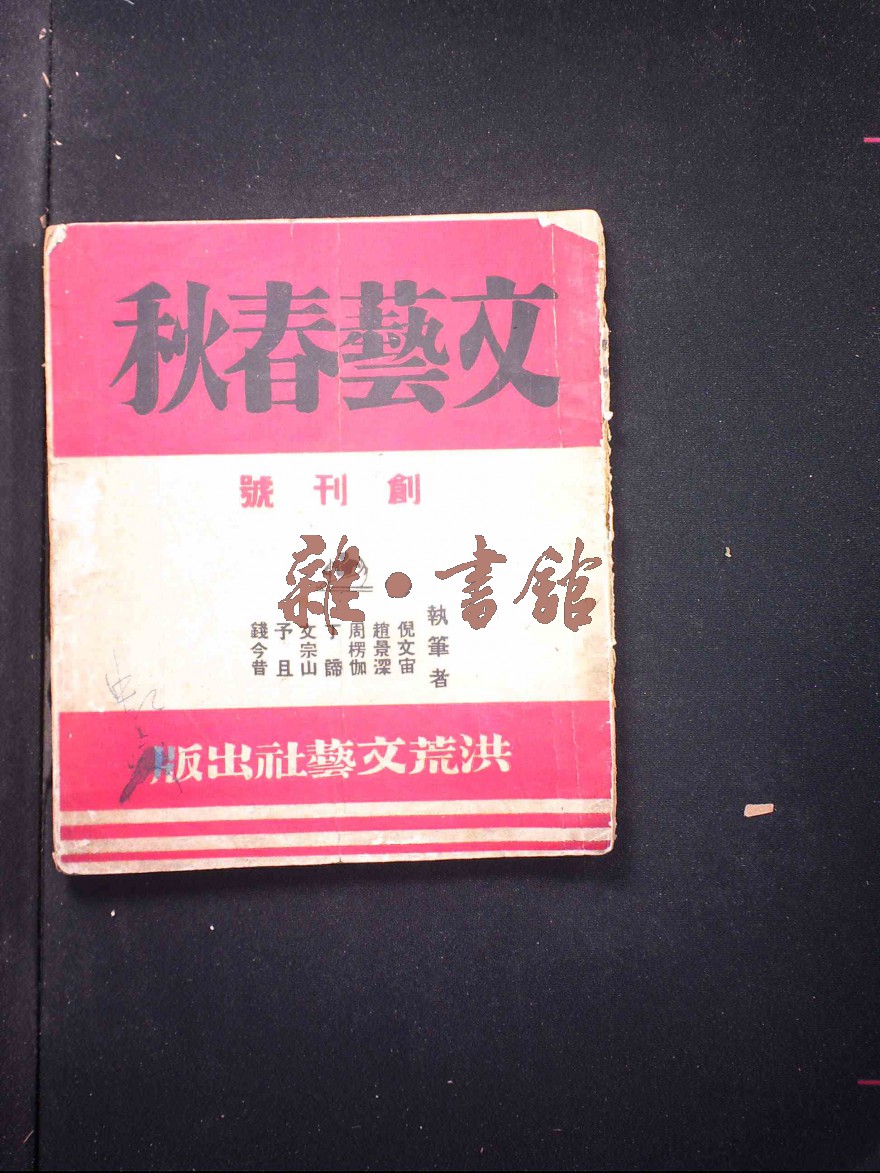 文藝春秋
創刊號
雜·書館
執筆者
倪文宙
趙景深
周楞伽
丁諦
文宗山
予且
錢今昔
洪荒文藝社出版